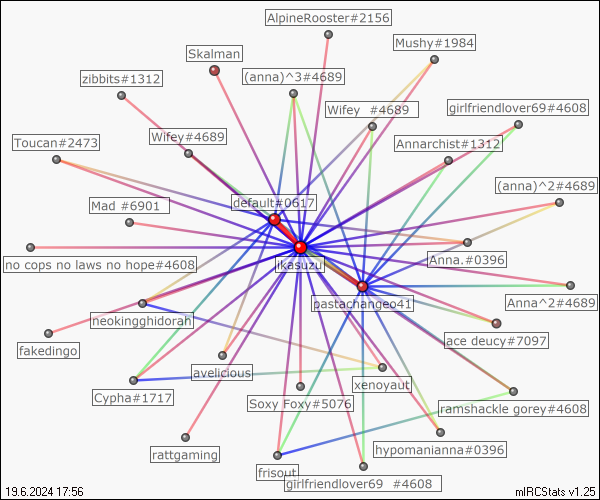 AlpineRooster#2156
Mushy#1984
Skalman
(anna)^3#4689
zibbits#1312
Wifey #4689
girlfriendlover69#4608
Toucan#2473
Wifey#4689
Annarchist#1312
(anna)^2#4689
default#0617
Mad #6901
no cops no laws no hope#4608
ikasuzu
Anna.#0396
pastachangeo41
Anna^2#4689
neokingghidorah
ace deucy#7097
fakedingo
avelicious
xenoyaut
Cypha#1717
Soxy Foxy#5076
ramshackle gorey#4608
rattgaming
hypomanianna#0396
frisout
girlfriendlover69 #4608
19.6.2024 17:56
mIRCStats v1.25